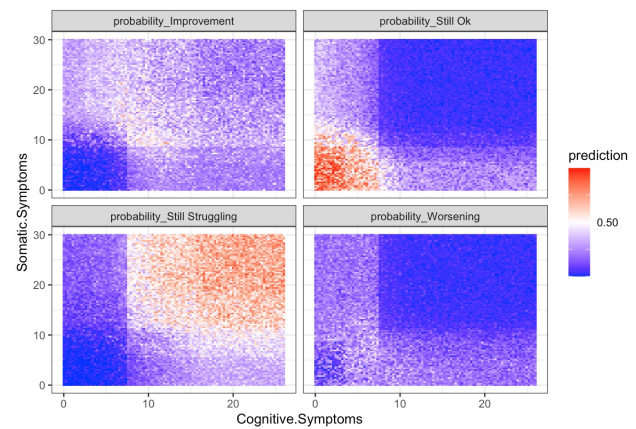 probability_Improvement
probability_Still Ok
30
20
10
0
probability_Still Struggling
probability_Worsening
30
20
10
0
0
10
20
0
10
20
Somatic.Symptoms
Cognitive.Symptoms
prediction
0.50